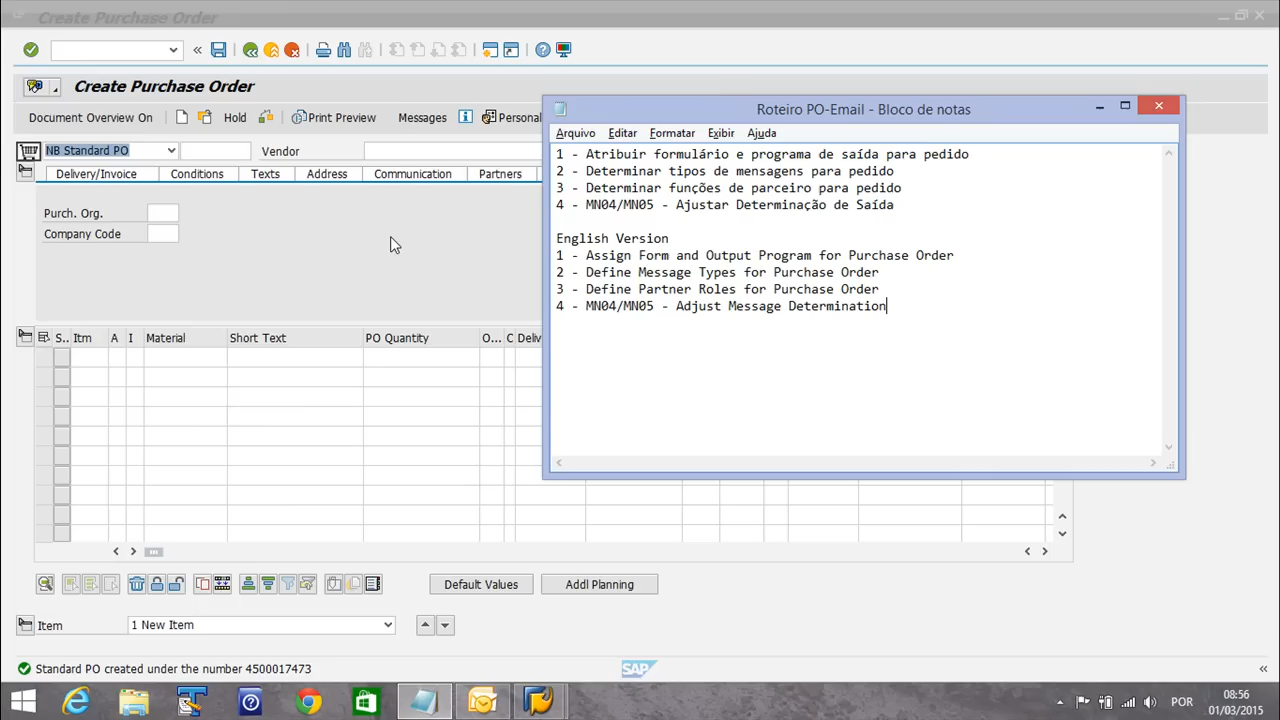 Create Purchase Order
Create Purchase Order
Document Overview On
Hold
Print Preview
Messages
Personal
NB Standard PO
Vendor
Delivery/Invoice
Conditions
Texts
Address
Communication
Partners
Purch. Org.
Company Code
S.. Itm A I Material Short Text PO Quantity O... C Deliv
Default Values
Addl Planning
Item
1 New Item
Standard PO created under the number 4500017473
SAP
Roteiro PO-Email - Bloco de notas
Arquivo Editar Formatar Exibir Ajuda
1 - Atribuir formulário e programa de saída para pedido
2 - Determinar tipos de mensagens para pedido
3 - Determinar funções de parceiro para pedido
4 - MN04/MN05 - Ajustar Determinação de Saída
English Version
1 - Assign Form and Output Program for Purchase Order
2 - Define Message Types for Purchase Order
3 - Define Partner Roles for Purchase Order
4 - MN04/MN05 - Adjust Message Determination
POR
08:56
01/03/2015